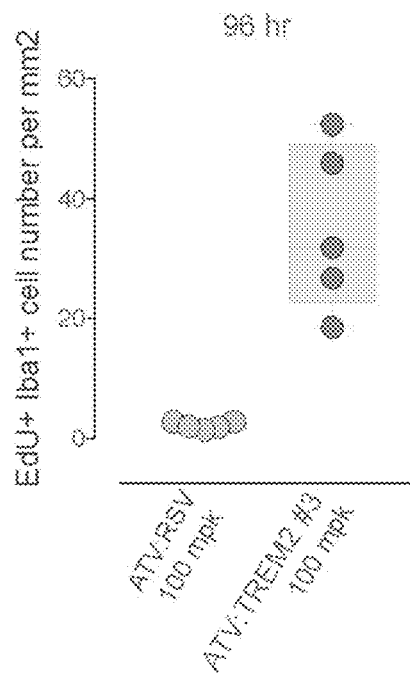 96 hr
EdU+ Iba1+ cell number per mm2
60
40
20
0
ATV:RSV
100 mpk
ATV:TREM2 #3
100 mpk